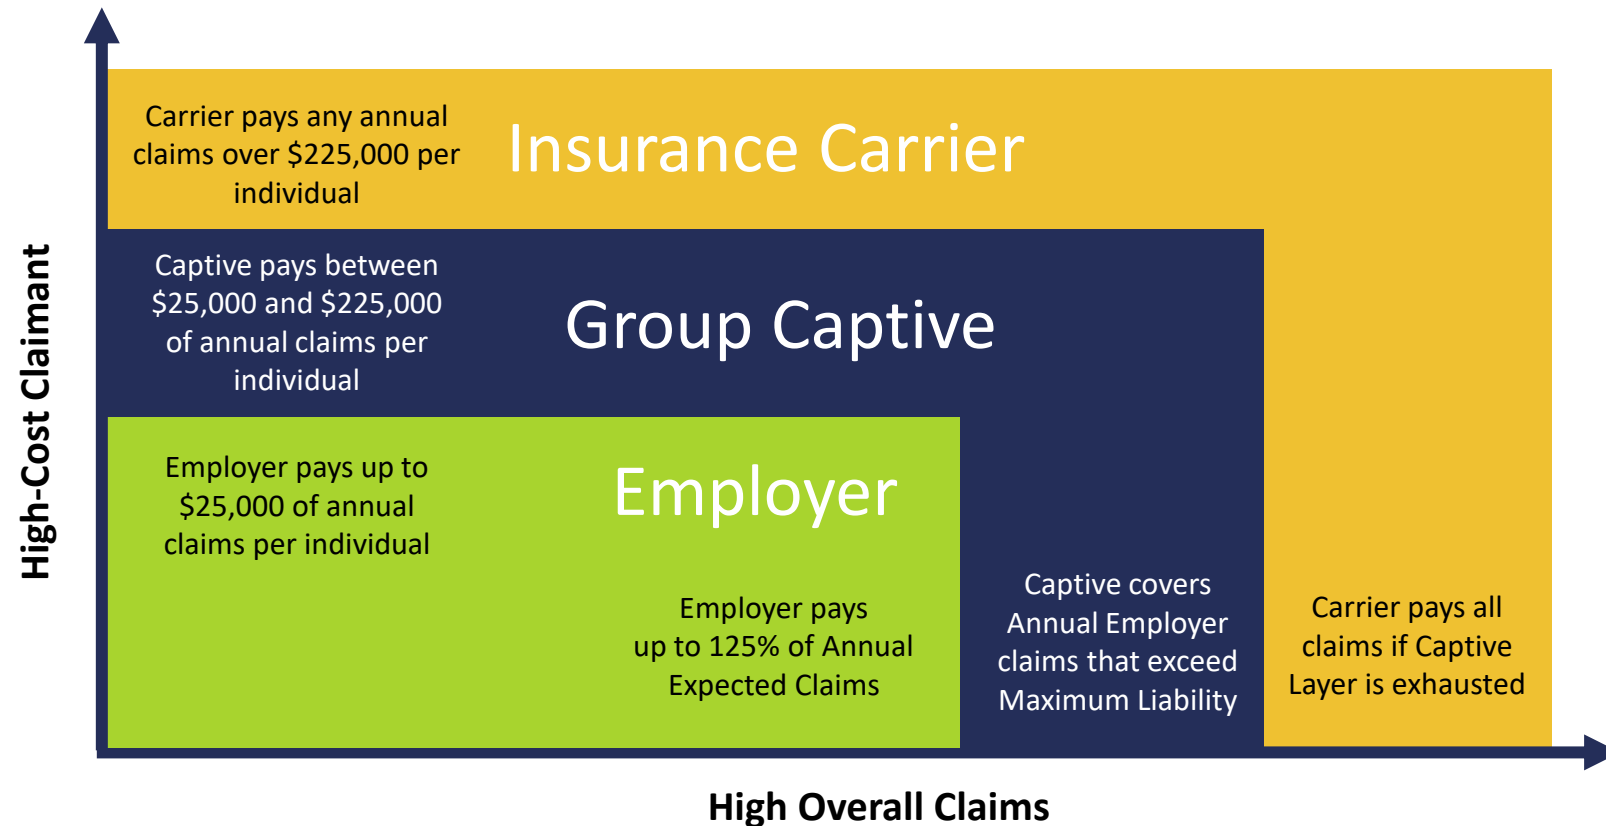 Carrier pays any annual
claims over $225,000 per
individual
Insurance Carrier
Captive pays between
$25,000 and $225,000
of annual claims per
individual
Group Captive
Employer pays up to
$25,000 of annual
claims per individual
Employer
Employer pays
up to 125% of Annual
Expected Claims
Captive covers
Annual Employer
claims that exceed
Maximum Liability
Carrier pays all
claims if Captive
Layer is exhausted
High-Cost Claimant
High Overall Claims